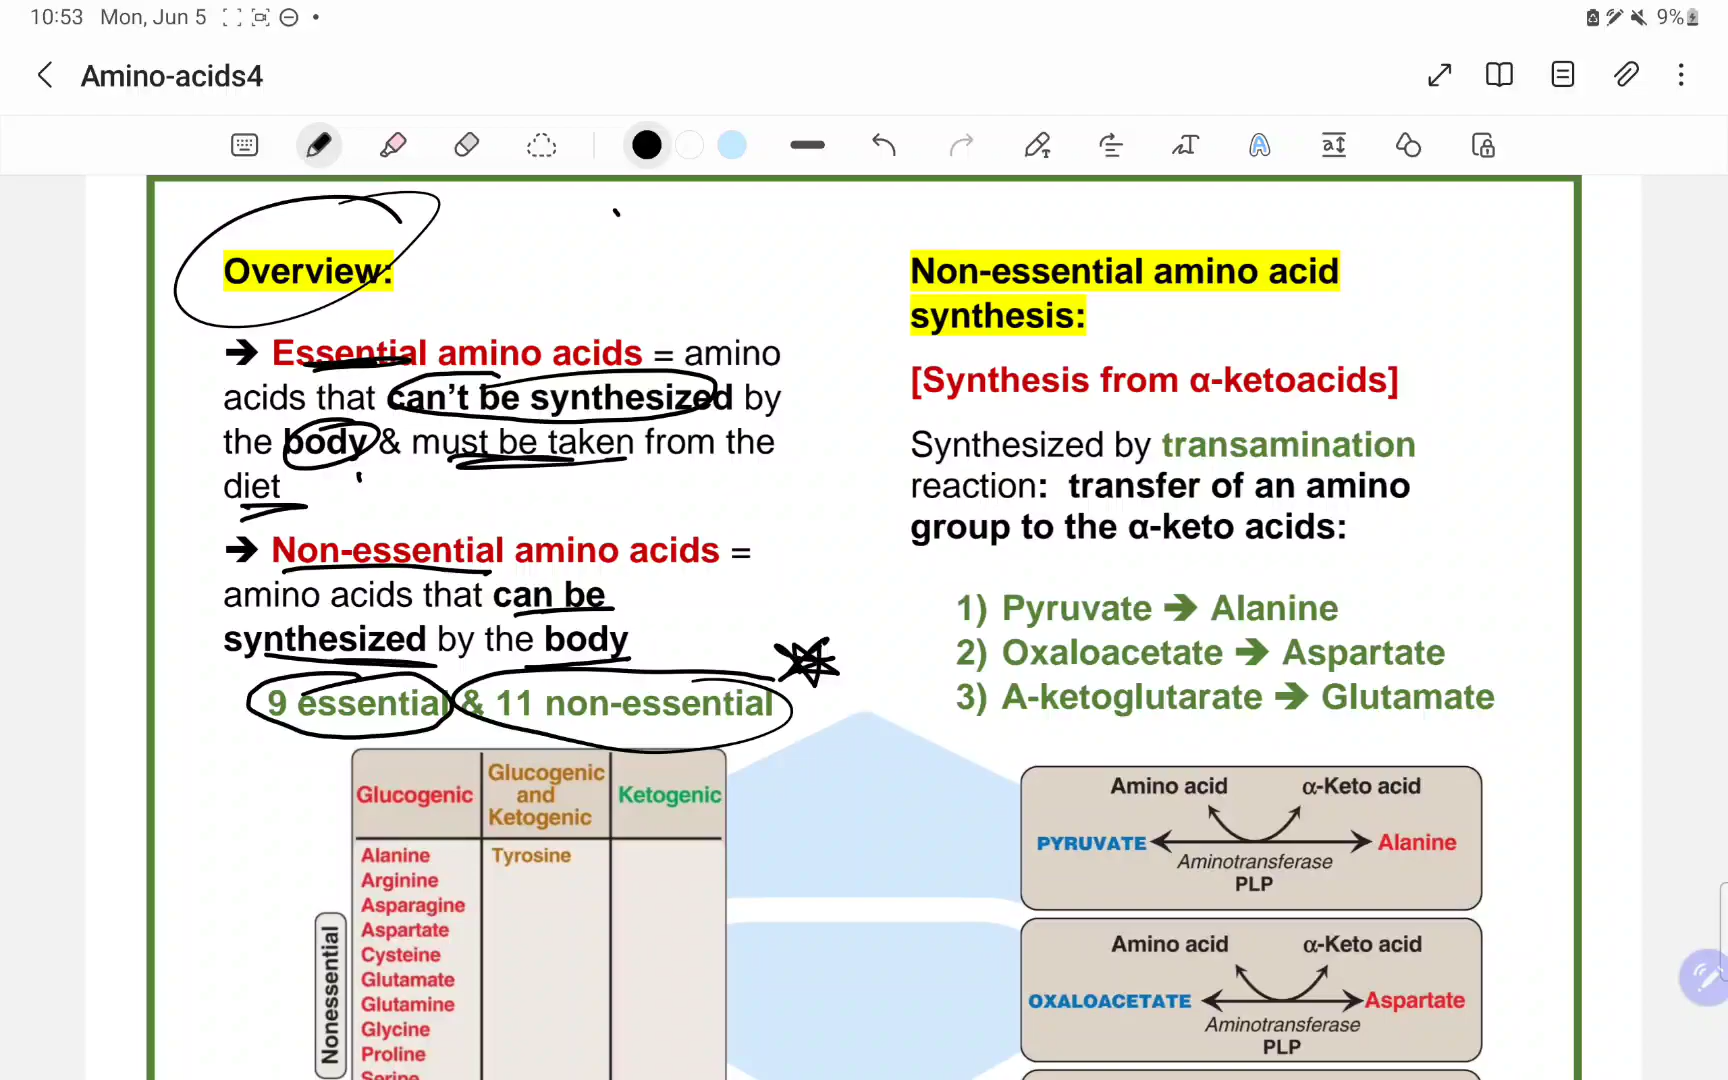 10:53 Mon, Jun 5
9%
Amino-acids4
Overview:
➔ Essential amino acids = amino
acids that can't be synthesized by
the body & must be taken from the
diet
➔ Non-essential amino acids =
amino acids that can be
synthesized by the body
9 essential & 11 non-essential
Glucogenic
Glucogenic
and
Ketogenic
Ketogenic
Nonessential
Alanine
Arginine
Asparagine
Aspartate
Cysteine
Glutamate
Glutamine
Glycine
Proline
Serine
Tyrosine
Non-essential amino acid
synthesis:
[Synthesis from α-ketoacids]
Synthesized by transamination
reaction: transfer of an amino
group to the α-keto acids:
1) Pyruvate ➔ Alanine
2) Oxaloacetate ➔ Aspartate
3) A-ketoglutarate ➔ Glutamate
Amino acid α-Keto acid
PYRUVATE Alanine
Aminotransferase
PLP
Amino acid α-Keto acid
OXALOACETATE Aspartate
Aminotransferase
PLP